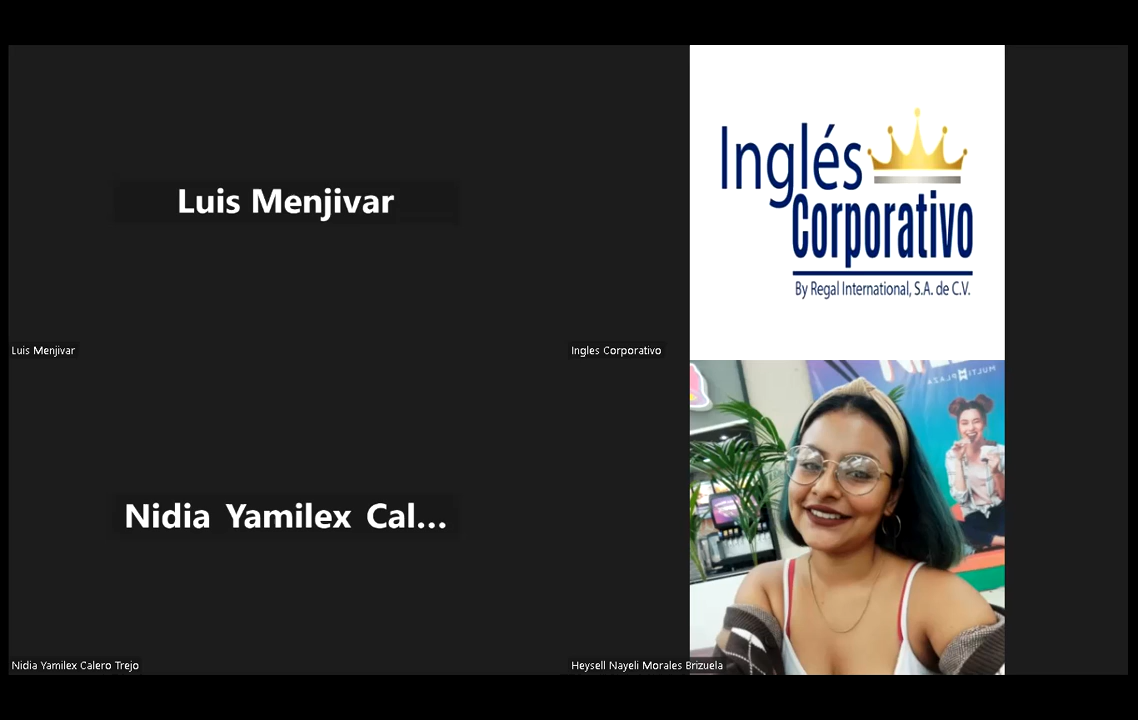 Luis Menjivar
Luis Menjivar
Inglés
Corporativo
By Regal International, S.A. de C.V.
Ingles Corporativo
Nidia Yamilex Cal...
Nidia Yamilex Calero Trejo
MULTIPLAZA
Heysell Nayeli Morales Brizuela